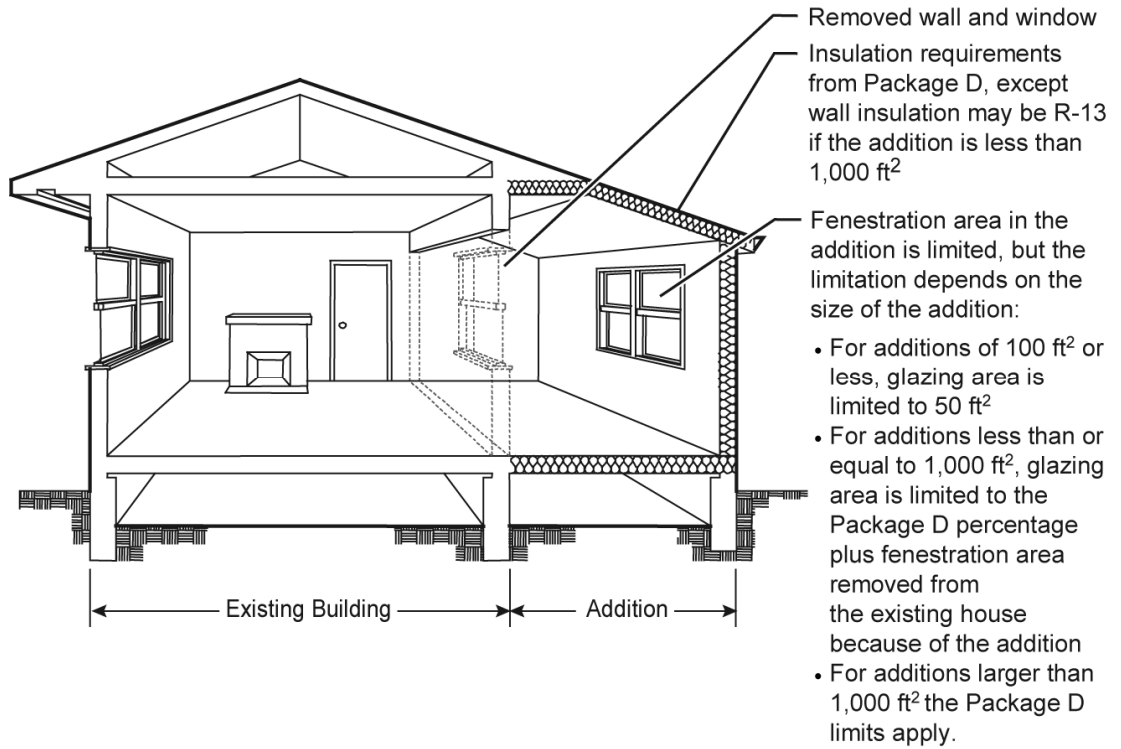 Removed wall and window
Insulation requirements
from Package D, except
wall insulation may be R-13
if the addition is less than
1,000 ft²
Fenestration area in the
addition is limited, but the
limitation depends on the
size of the addition:
• For additions of 100 ft² or
less, glazing area is
limited to 50 ft²
• For additions less than or
equal to 1,000 ft², glazing
area is limited to the
Package D percentage
plus fenestration area
removed from
the existing house
because of the addition
• For additions larger than
1,000 ft² the Package D
limits apply.
Existing Building
Addition